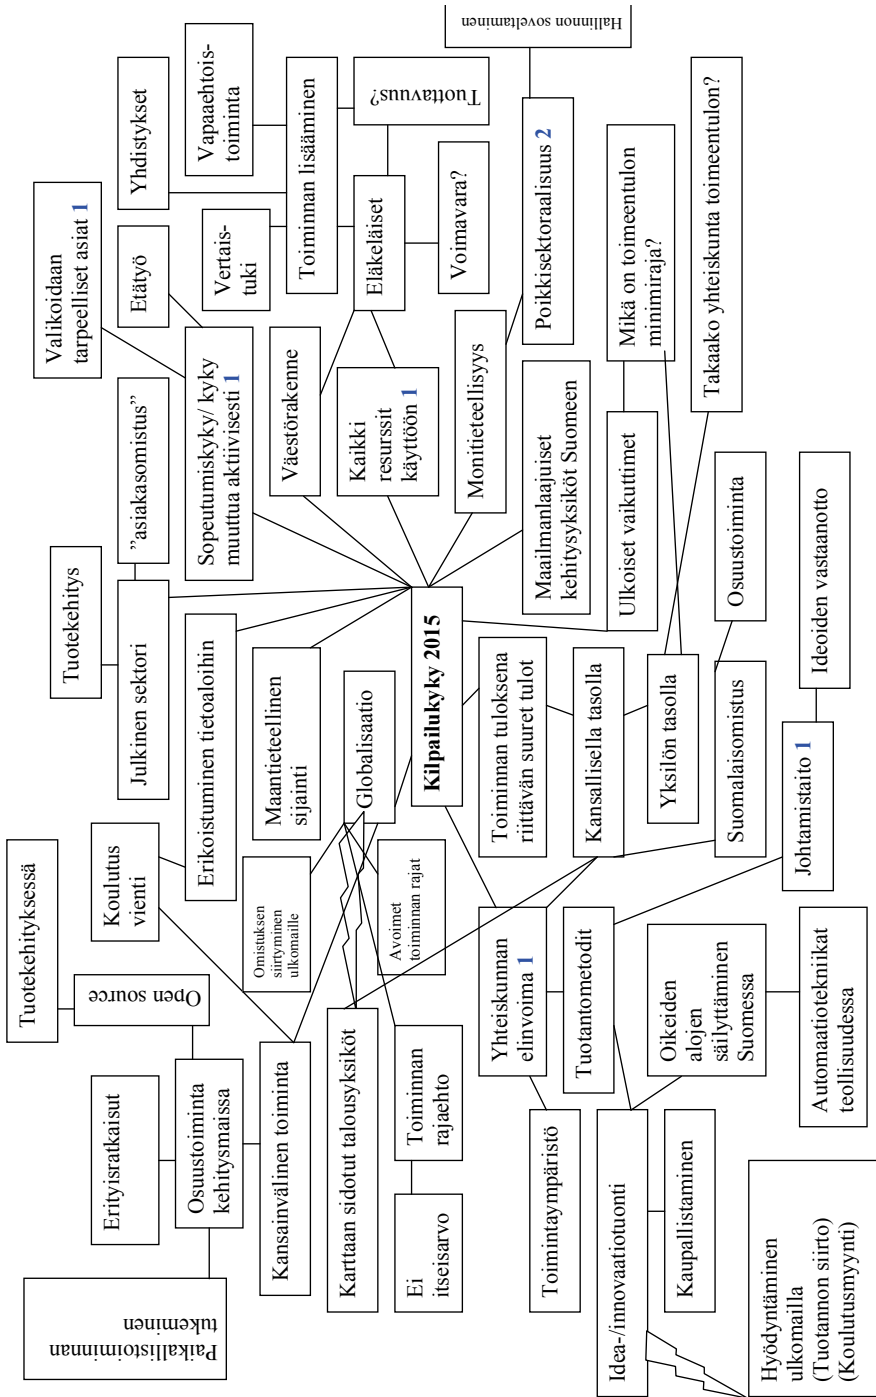 Tuotekehityksessä
Open source
Erityisratkaisut
Osuustoiminta
kehitysmaissa
Paikallistoiminnan
tukeminen
Koulutus
vienti
Kansainvälinen toiminta
Tuotekehitys
Julkinen sektori
”asiakasomistus”
Erikoistuminen tietoaloihin
Maantieteellinen
sijainti
Globalisaatio
Omistuksen
siirtyminen
ulkomaille
Avoimet
toiminnan rajat
Karttaan sidotut talousyksiköt
Toiminnan
rajaehto
Ei
itseisarvo
Valikoidaan
tarpeelliset asiat 1
Etätyö
Sopeutumiskyky/ kyky
muuttua aktiivisesti 1
Yhdistykset
Vapaaehtois-
toiminta
Vertais-
tuki
Toiminnan lisääminen
Tuottavuus?
Eläkeläiset
Voimavara?
Väestörakenne
Kaikki
resurssit
käyttöön 1
Kilpailukyky 2015
Monitieteellisyys
Poikkisektoraalisuus 2
Hallinnon soveltaminen
Maailmanlaajuiset
kehitysyksiköt Suomeen
Ulkoiset vaikuttimet
Mikä on toimeentulon
minimiraja?
Takaako yhteiskunta toimeentulon?
Toiminnan tuloksena
riittävän suuret tulot
Kansallisella tasolla
Yksilön tasolla
Suomalaisomistus
Osuustoiminta
Yhteiskunnan
elinvoima 1
Toimintaympäristö
Tuotantometodit
Johtamistaito 1
Ideoiden vastaanotto
Idea-/innovaatiotuonti
Kaupallistaminen
Oikeiden
alojen
säilyttäminen
Suomessa
Automaatiotekniikat
teollisuudessa
Hyödyntäminen
ulkomailla
(Tuotannon siirto)
(Koulutusmyynti)